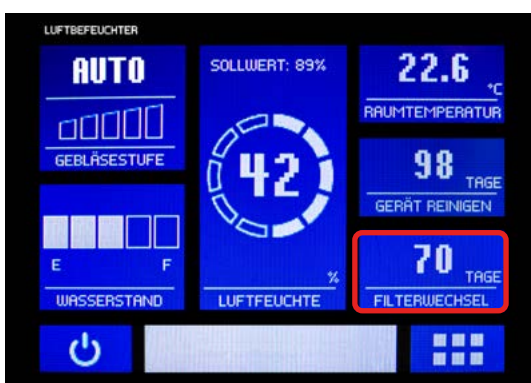 LUFTBEFEUCHTER
AUTO
GEBLÄSESTUFE
E F
WASSERSTAND
SOLLWERT: 89%
42
%
LUFTFEUCHTE
22.6 °C
RAUMTEMPERATUR
98 TAGE
GERÄT REINIGEN
70 TAGE
FILTERWECHSEL